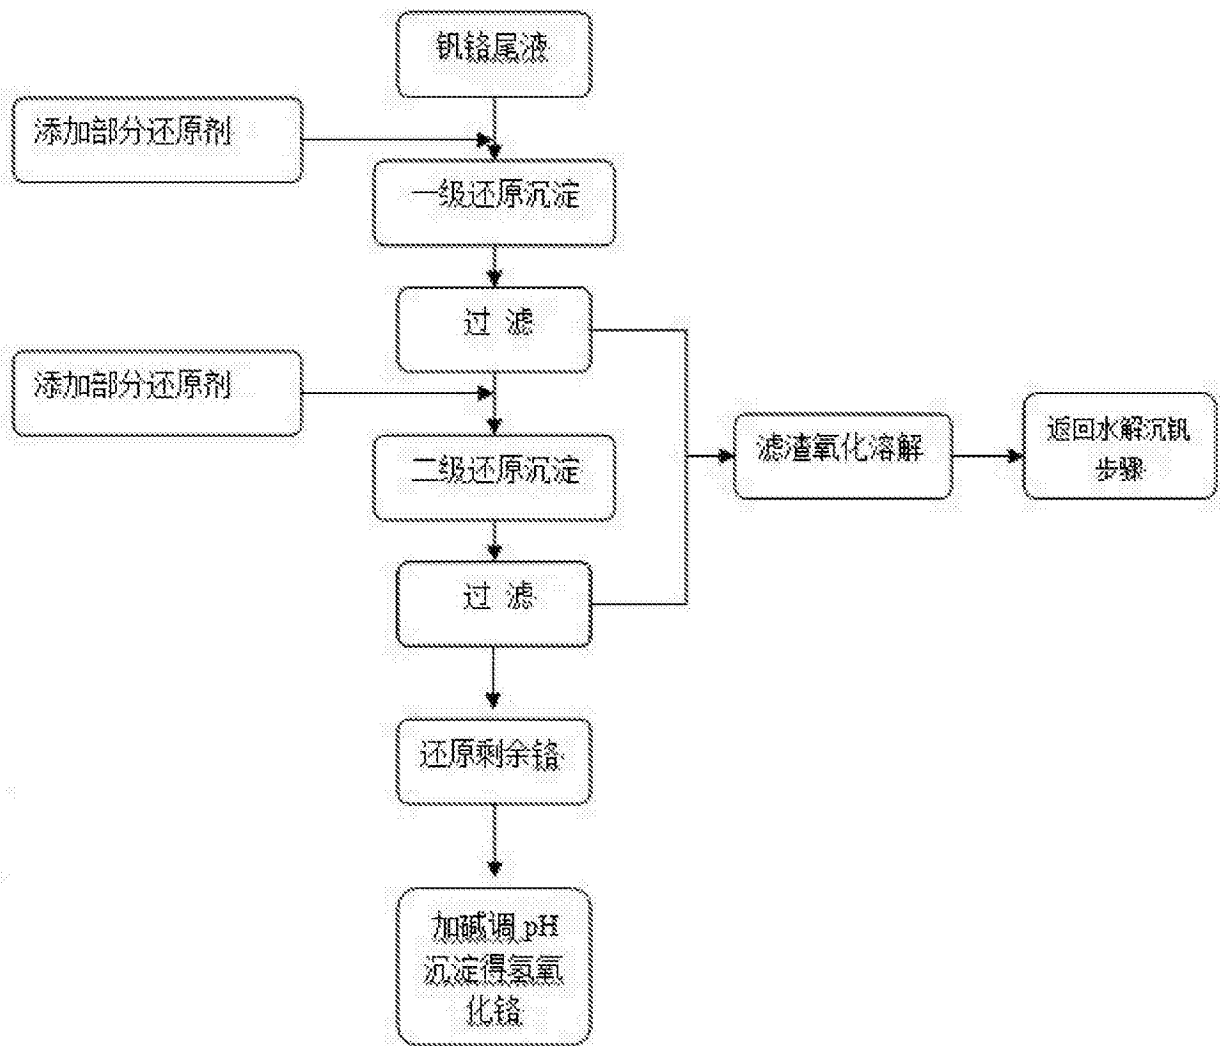 钒铬尾液
添加部分还原剂
一级还原沉淀
过 滤
添加部分还原剂
二级还原沉淀
滤渣氧化溶解
返回水解沉钒
步骤
过 滤
还原剩余铬
加碱调 pH
沉淀得氢氧
化铬